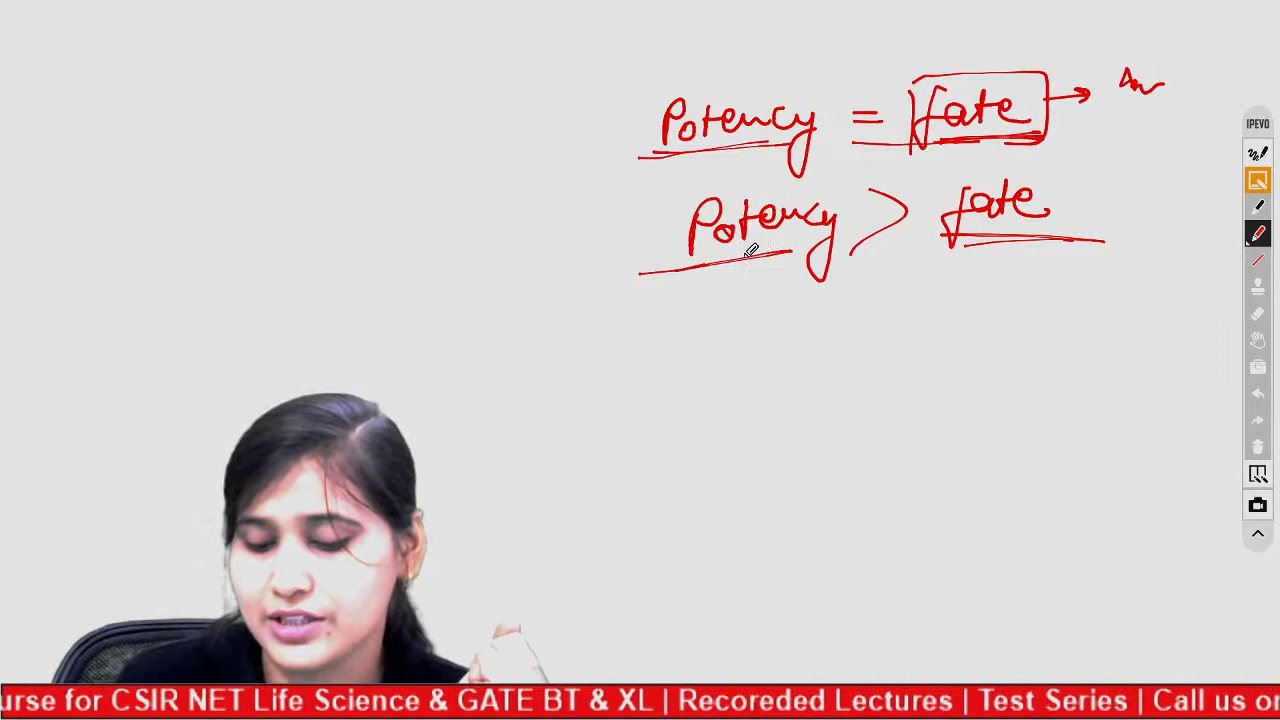 Potency = fate →
Potency > fate
IPEVO
urse for CSIR NET Life Science & GATE BT & XL | Recoreded Lectures | Test Series | Call us or